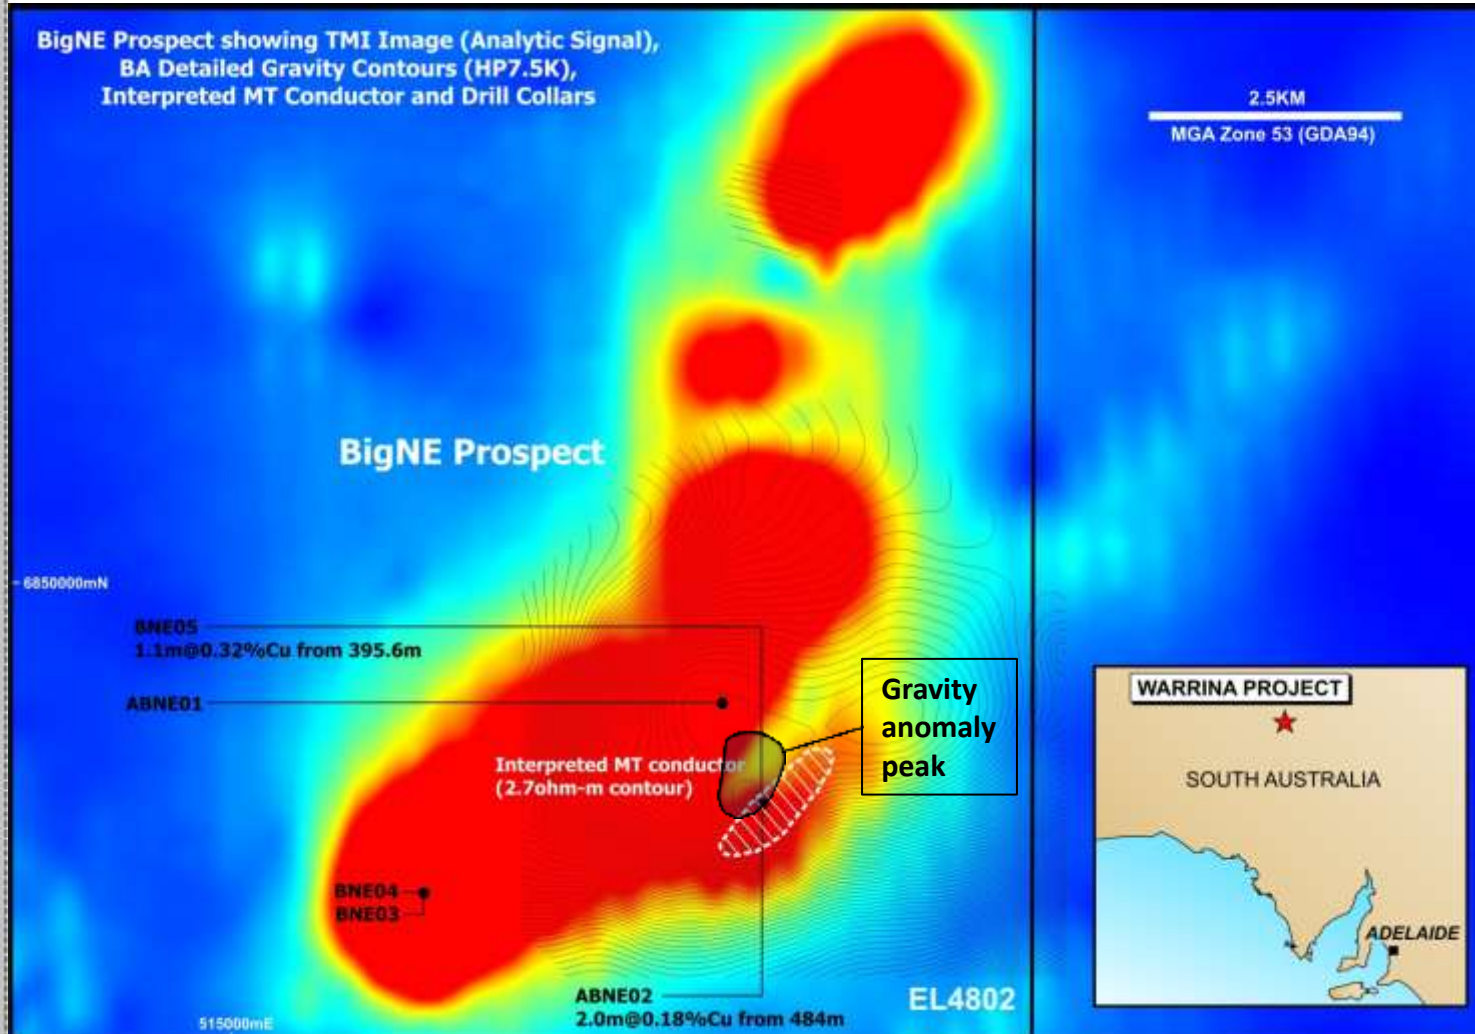 BigNE Prospect showing TMI Image (Analytic Signal),
BA Detailed Gravity Contours (HP7.5K),
Interpreted MT Conductor and Drill Collars
2.5KM
MGA Zone 53 (GDA94)
BigNE Prospect
6850000mN
BNE05
1.1m@0.32%Cu from 395.6m
ABNE01
Gravity
anomaly
peak
Interpreted MT conductor
(2.7ohm-m contour)
BNE04
BNE03
ABNE02
2.0m@0.18%Cu from 484m
515000mE
EL4802
WARRINA PROJECT
SOUTH AUSTRALIA
ADELAIDE